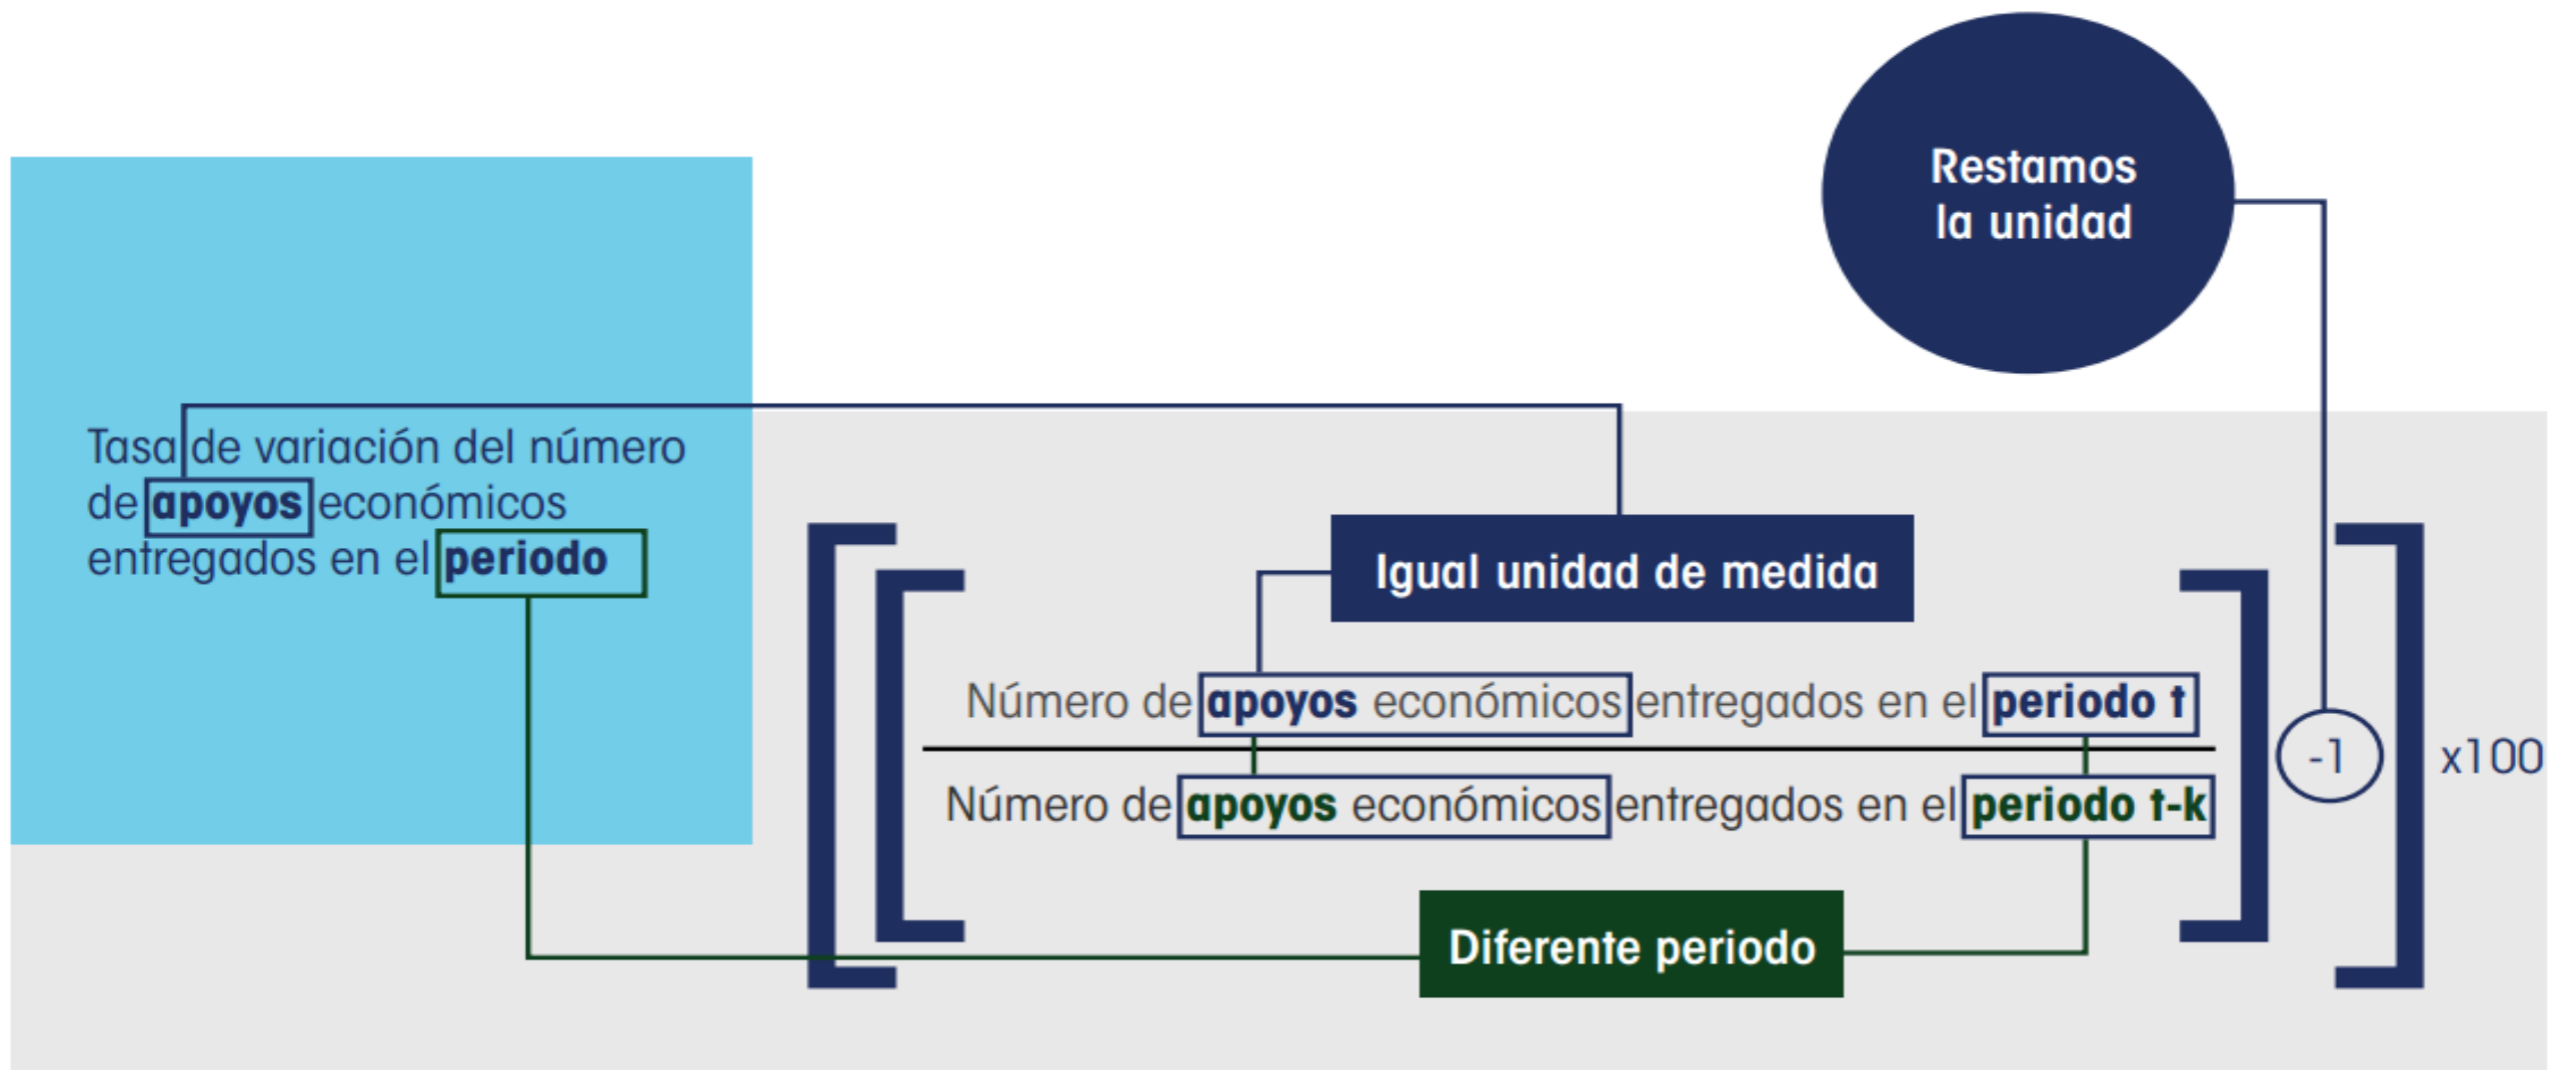 Restamos
la unidad
Tasa de variación del número
de apoyos económicos
entregados en el periodo
Igual unidad de medida
Número de apoyos económicos entregados en el periodo t
-1
x100
Número de apoyos económicos entregados en el periodo t-k
Diferente periodo